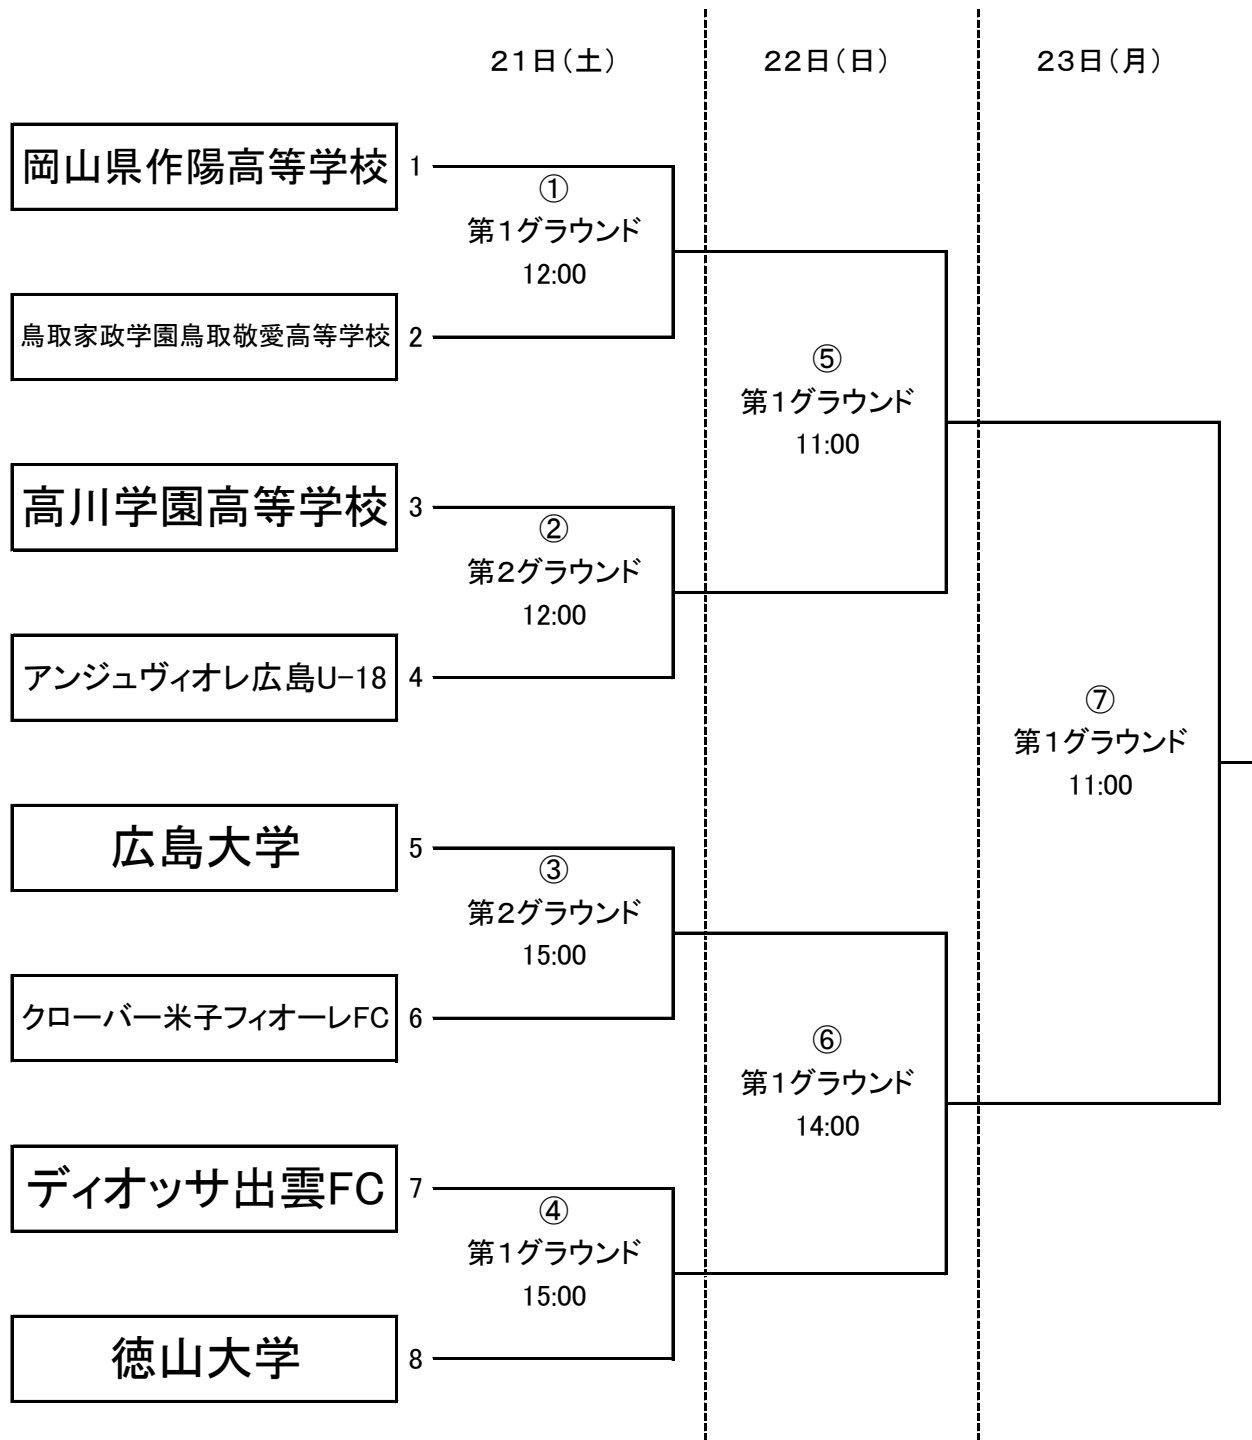 21日（土）
22日（日）
23日（月）
岡山県作陽高等学校
1
①
第1グラウンド
12:00
鳥取家政学園鳥取敬愛高等学校
2
⑤
第1グラウンド
11:00
高川学園高等学校
3
②
第2グラウンド
12:00
アンジュヴィオレ広島U-18
4
⑦
第1グラウンド
11:00
広島大学
5
③
第2グラウンド
15:00
クローバー米子フィオーレFC
6
⑥
第1グラウンド
14:00
ディオッサ出雲FC
7
④
第1グラウンド
15:00
徳山大学
8